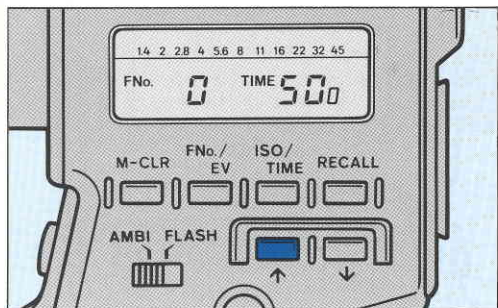 1.4 2 2.8 4 5.6 8 11 16 22 32 45
FNo. 0 TIME 500
M-CLR FNo./EV ISO/TIME RECALL
AMBI FLASH
↑ ↓